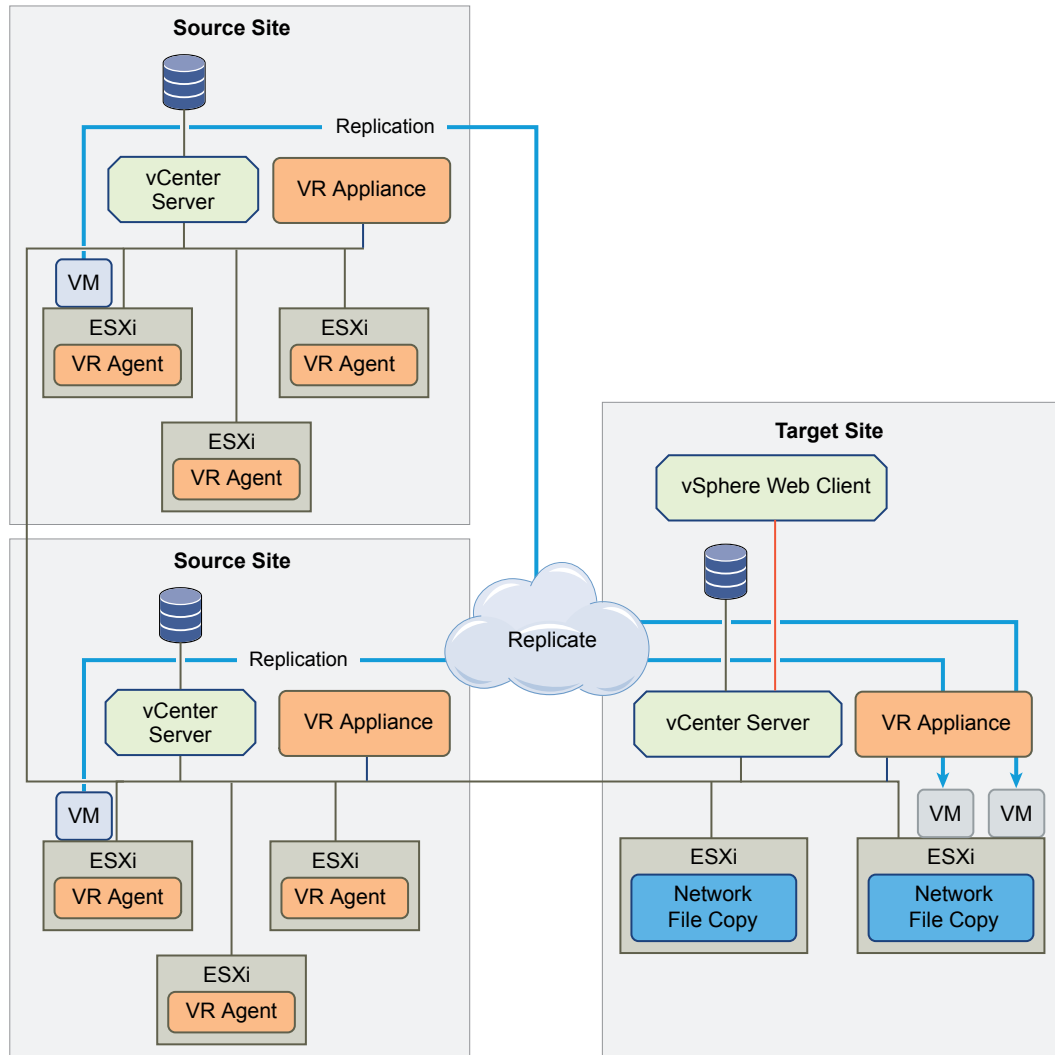 Source Site
Replication
vCenter
Server
VR Appliance
VM
ESXi
VR Agent
ESXi
VR Agent
ESXi
VR Agent
Source Site
Replication
vCenter
Server
VR Appliance
VM
ESXi
VR Agent
ESXi
VR Agent
ESXi
VR Agent
Replicate
Target Site
vSphere Web Client
vCenter Server
VR Appliance
VM
VM
ESXi
Network
File Copy
ESXi
Network
File Copy